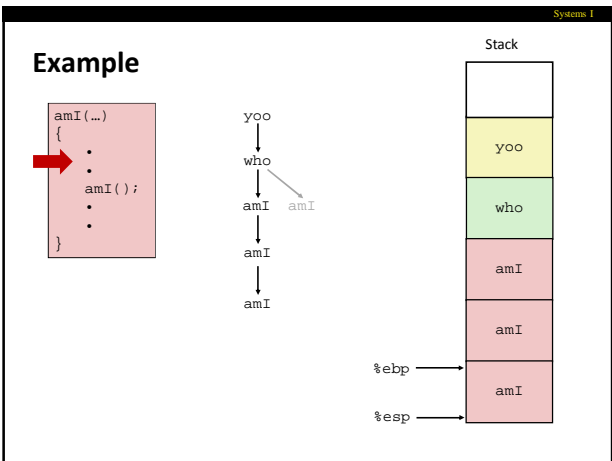 Systems I
Example
amI(…)
{
•
•
amI();
•
•
}
yoo
who
amI amI
amI
amI
Stack
yoo
who
amI
amI
amI
%ebp
%esp